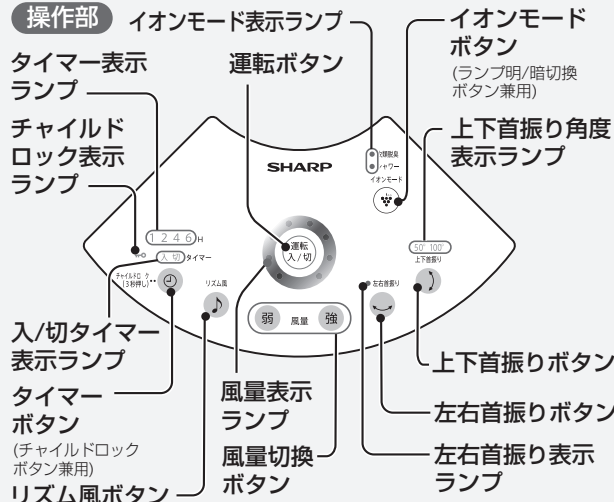 操作部
イオンモード表示ランプ
イオンモード
ボタン
(ランプ明/暗切換
ボタン兼用)
タイマー表示
ランプ
運転ボタン
チャイルド
ロック表示
ランプ
上下首振り角度
表示ランプ
SHARP
衣類脱臭
シャワー
イオンモード
1 2 4 6 H
入 切 タイマー
チャイルドロック
(3秒押し)
リズム風
運転
入/切
50° 100°
上下首振り
左右首振り
弱 風量 強
入/切タイマー
表示ランプ
タイマー
ボタン
(チャイルドロック
ボタン兼用)
リズム風ボタン
風量表示
ランプ
風量切換
ボタン
上下首振りボタン
左右首振りボタン
左右首振り表示
ランプ